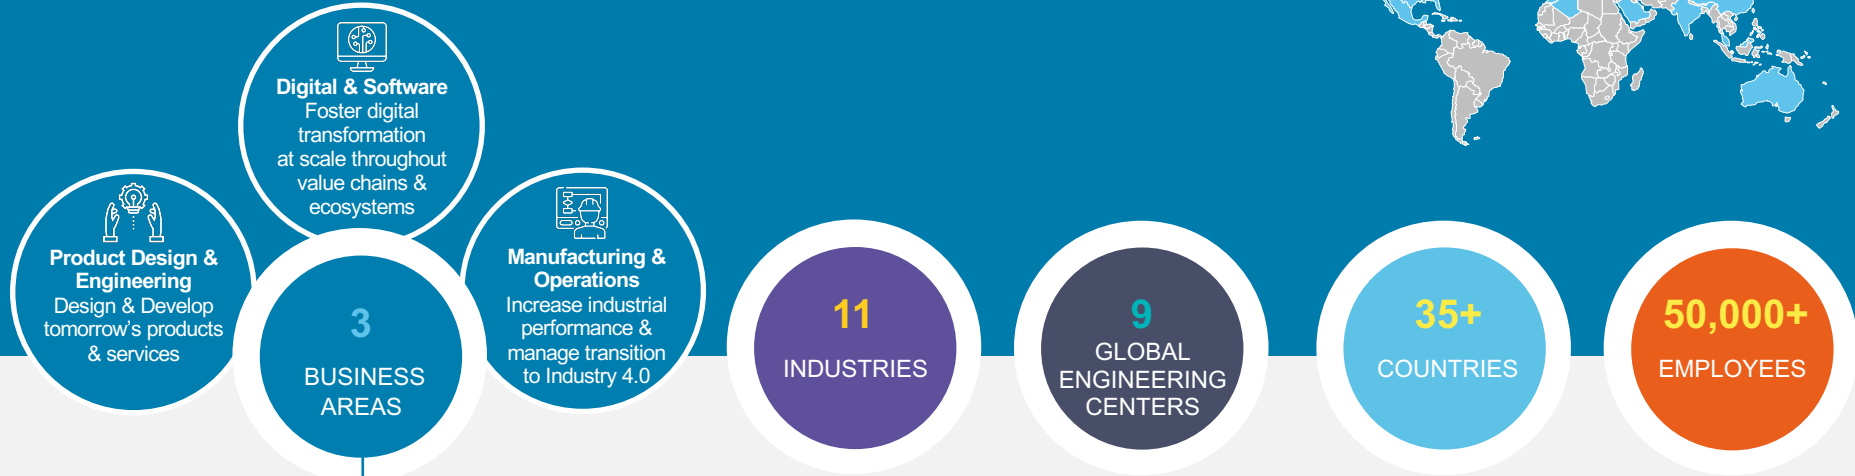 Digital & Software
Foster digital
transformation
at scale throughout
value chains &
ecosystems
Product Design &
Engineering
Design & Develop
tomorrow's products
& services
3
BUSINESS
AREAS
Manufacturing &
Operations
Increase industrial
performance &
manage transition
to Industry 4.0
11
INDUSTRIES
9
GLOBAL
ENGINEERING
CENTERS
35+
COUNTRIES
50,000+
EMPLOYEES